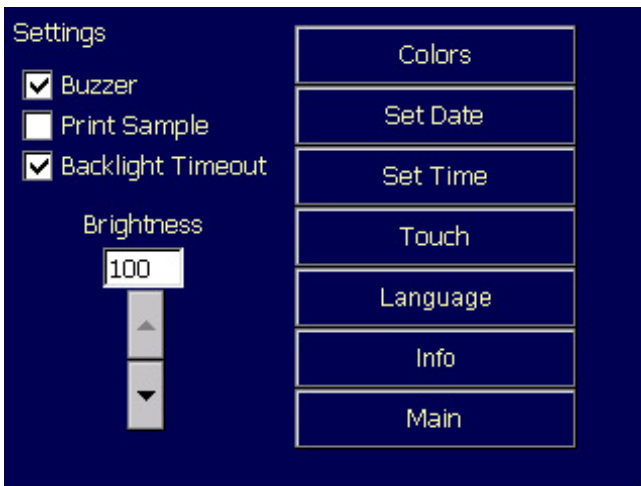 Settings
Buzzer
Print Sample
Backlight Timeout
Brightness
100
Colors
Set Date
Set Time
Touch
Language
Info
Main